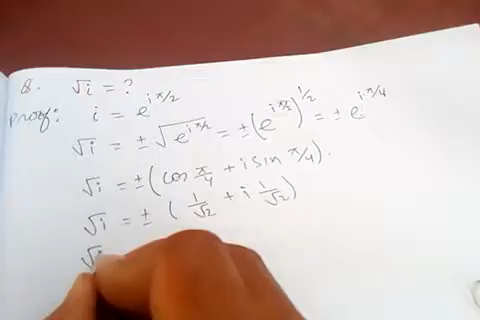 8. √i = ?
Proof: i = e^{iπ/2}
√i = ±√e^{iπ/2} = ±(e^{iπ/2})^{1/2} = ± e^{iπ/4}
√i = ±(cos π/4 + i sin π/4).
√i = ± (1/√2 + i 1/√2)
√i